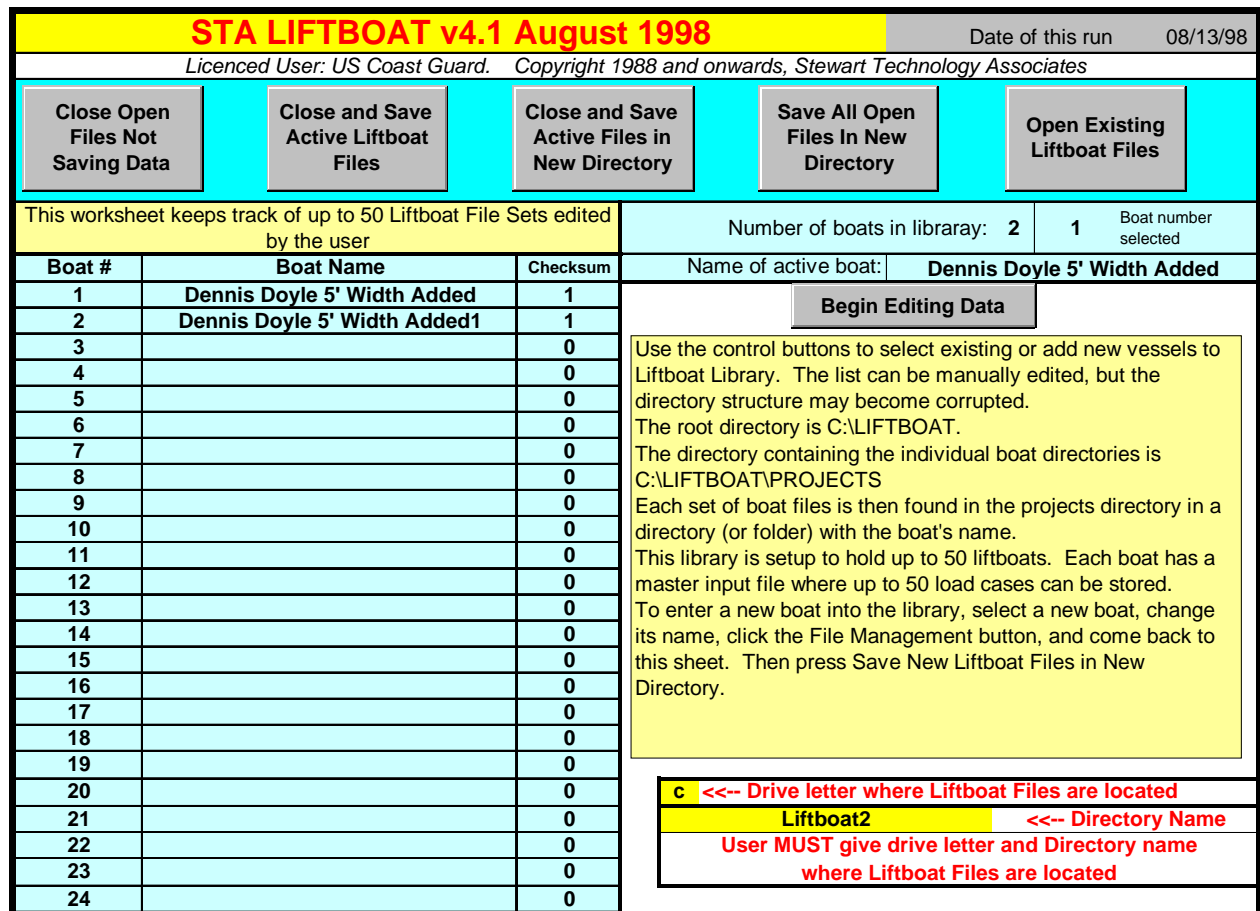 STA LIFTBOAT v4.1 August 1998
Date of this run 08/13/98
Licenced User: US Coast Guard. Copyright 1988 and onwards, Stewart Technology Associates
Close Open
Files Not
Saving Data
Close and Save
Active Liftboat
Files
Close and Save
Active Files in
New Directory
Save All Open
Files In New
Directory
Open Existing
Liftboat Files
This worksheet keeps track of up to 50 Liftboat File Sets edited
by the user
Number of boats in libraray: 2 1 Boat number
selected
Boat # Boat Name Checksum
Name of active boat: Dennis Doyle 5' Width Added
1 Dennis Doyle 5' Width Added 1
2 Dennis Doyle 5' Width Added1 1
3 0
4 0
5 0
6 0
7 0
8 0
9 0
10 0
11 0
12 0
13 0
14 0
15 0
16 0
17 0
18 0
19 0
20 0
21 0
22 0
23 0
24 0
Begin Editing Data
Use the control buttons to select existing or add new vessels to
Liftboat Library. The list can be manually edited, but the
directory structure may become corrupted.
The root directory is C:\LIFTBOAT.
The directory containing the individual boat directories is
C:\LIFTBOAT\PROJECTS
Each set of boat files is then found in the projects directory in a
directory (or folder) with the boat's name.
This library is setup to hold up to 50 liftboats. Each boat has a
master input file where up to 50 load cases can be stored.
To enter a new boat into the library, select a new boat, change
its name, click the File Management button, and come back to
this sheet. Then press Save New Liftboat Files in New
Directory.
c <<-- Drive letter where Liftboat Files are located
Liftboat2 <<-- Directory Name
User MUST give drive letter and Directory name
where Liftboat Files are located